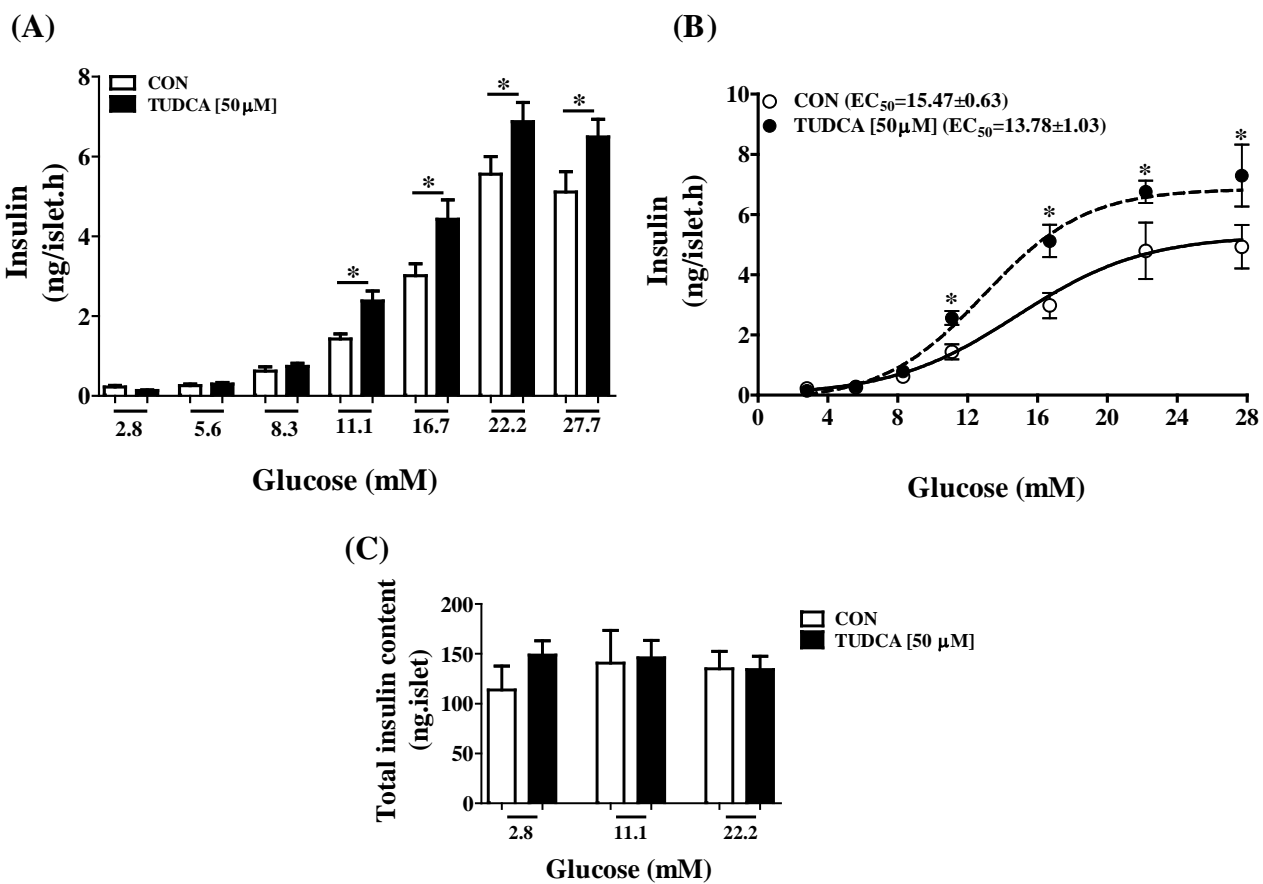 (A)
CON
TUDCA [50 μM]
Insulin
(ng/islet.h)
8
6
4
2
0
* * * * *
2.8 5.6 8.3 11.1 16.7 22.2 27.7
Glucose (mM)
(B)
CON (EC₅₀=15.47±0.63)
TUDCA [50μM] (EC₅₀=13.78±1.03)
Insulin
(ng/islet.h)
10
8
6
4
2
0
* * * * *
0 4 8 12 16 20 24 28
Glucose (mM)
(C)
Total insulin content
(ng.islet)
200
150
100
50
0
CON
TUDCA [50 μM]
2.8 11.1 22.2
Glucose (mM)